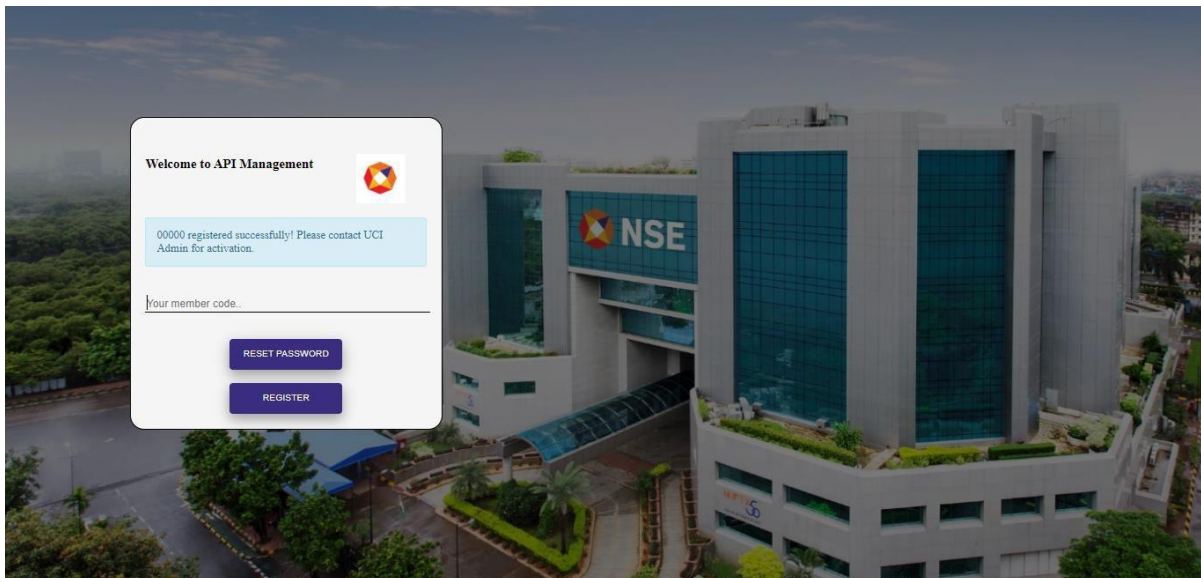 Welcome to API Management
00000 registered successfully! Please contact UCI
Admin for activation.
Your member code..
RESET PASSWORD
REGISTER
NSE